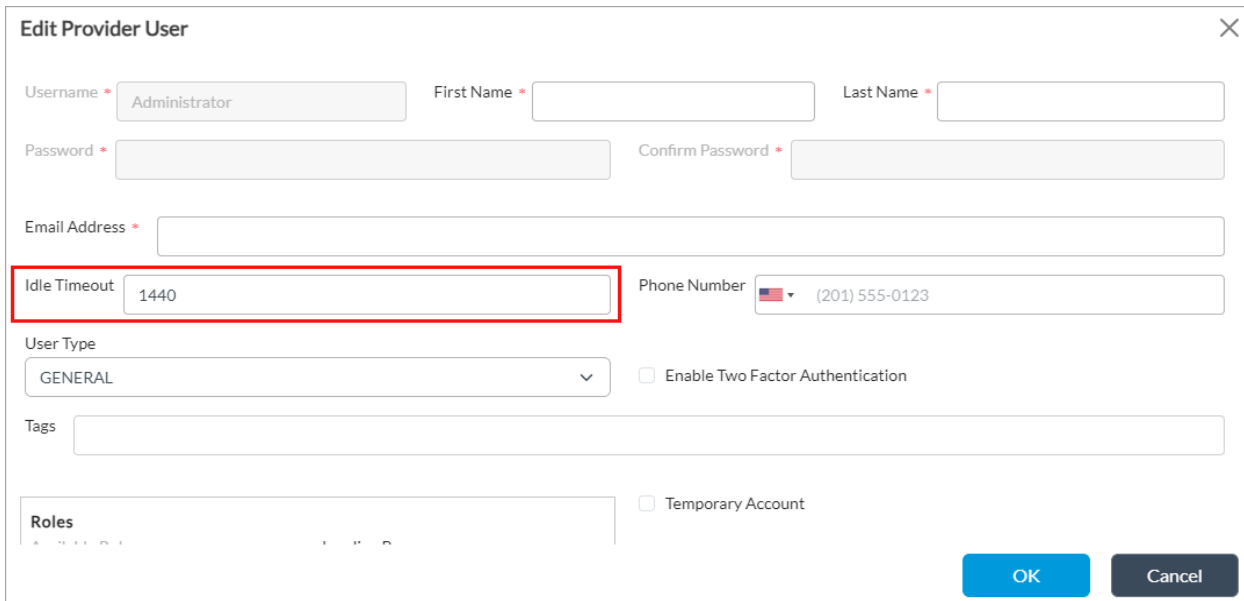 Edit Provider User
Username * Administrator First Name * Last Name *
Password * Confirm Password *
Email Address *
Idle Timeout 1440 Phone Number (201) 555-0123
User Type
GENERAL Enable Two Factor Authentication
Tags
Temporary Account
Roles
OK Cancel